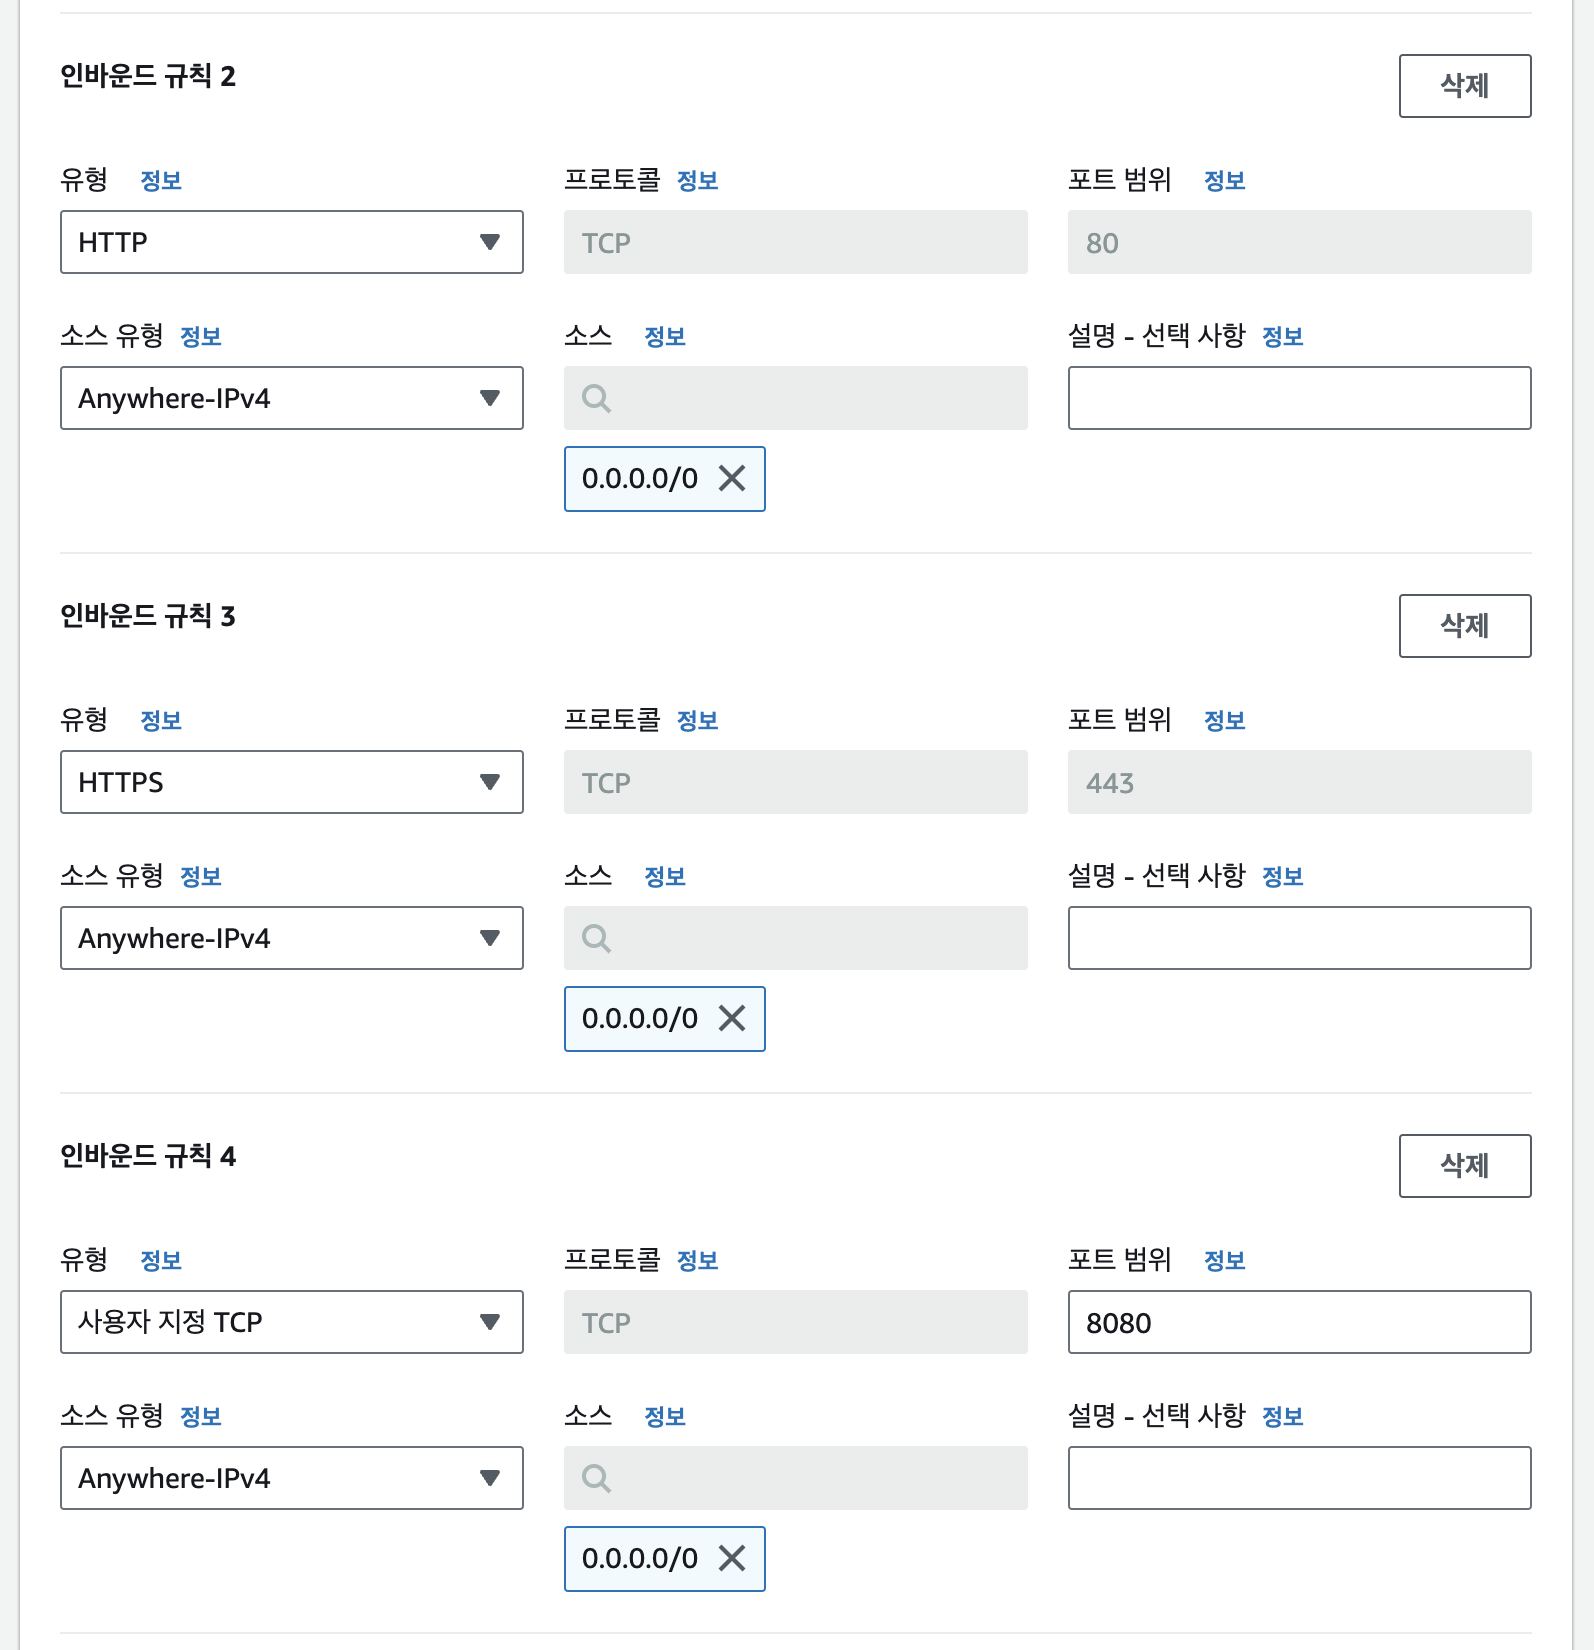 인바운드 규칙 2
삭제
유형 정보 프로토콜 정보 포트 범위 정보
HTTP TCP 80
소스 유형 정보 소스 정보 설명 - 선택 사항 정보
Anywhere-IPv4
0.0.0.0/0
인바운드 규칙 3
삭제
유형 정보 프로토콜 정보 포트 범위 정보
HTTPS TCP 443
소스 유형 정보 소스 정보 설명 - 선택 사항 정보
Anywhere-IPv4
0.0.0.0/0
인바운드 규칙 4
삭제
유형 정보 프로토콜 정보 포트 범위 정보
사용자 지정 TCP TCP 8080
소스 유형 정보 소스 정보 설명 - 선택 사항 정보
Anywhere-IPv4
0.0.0.0/0